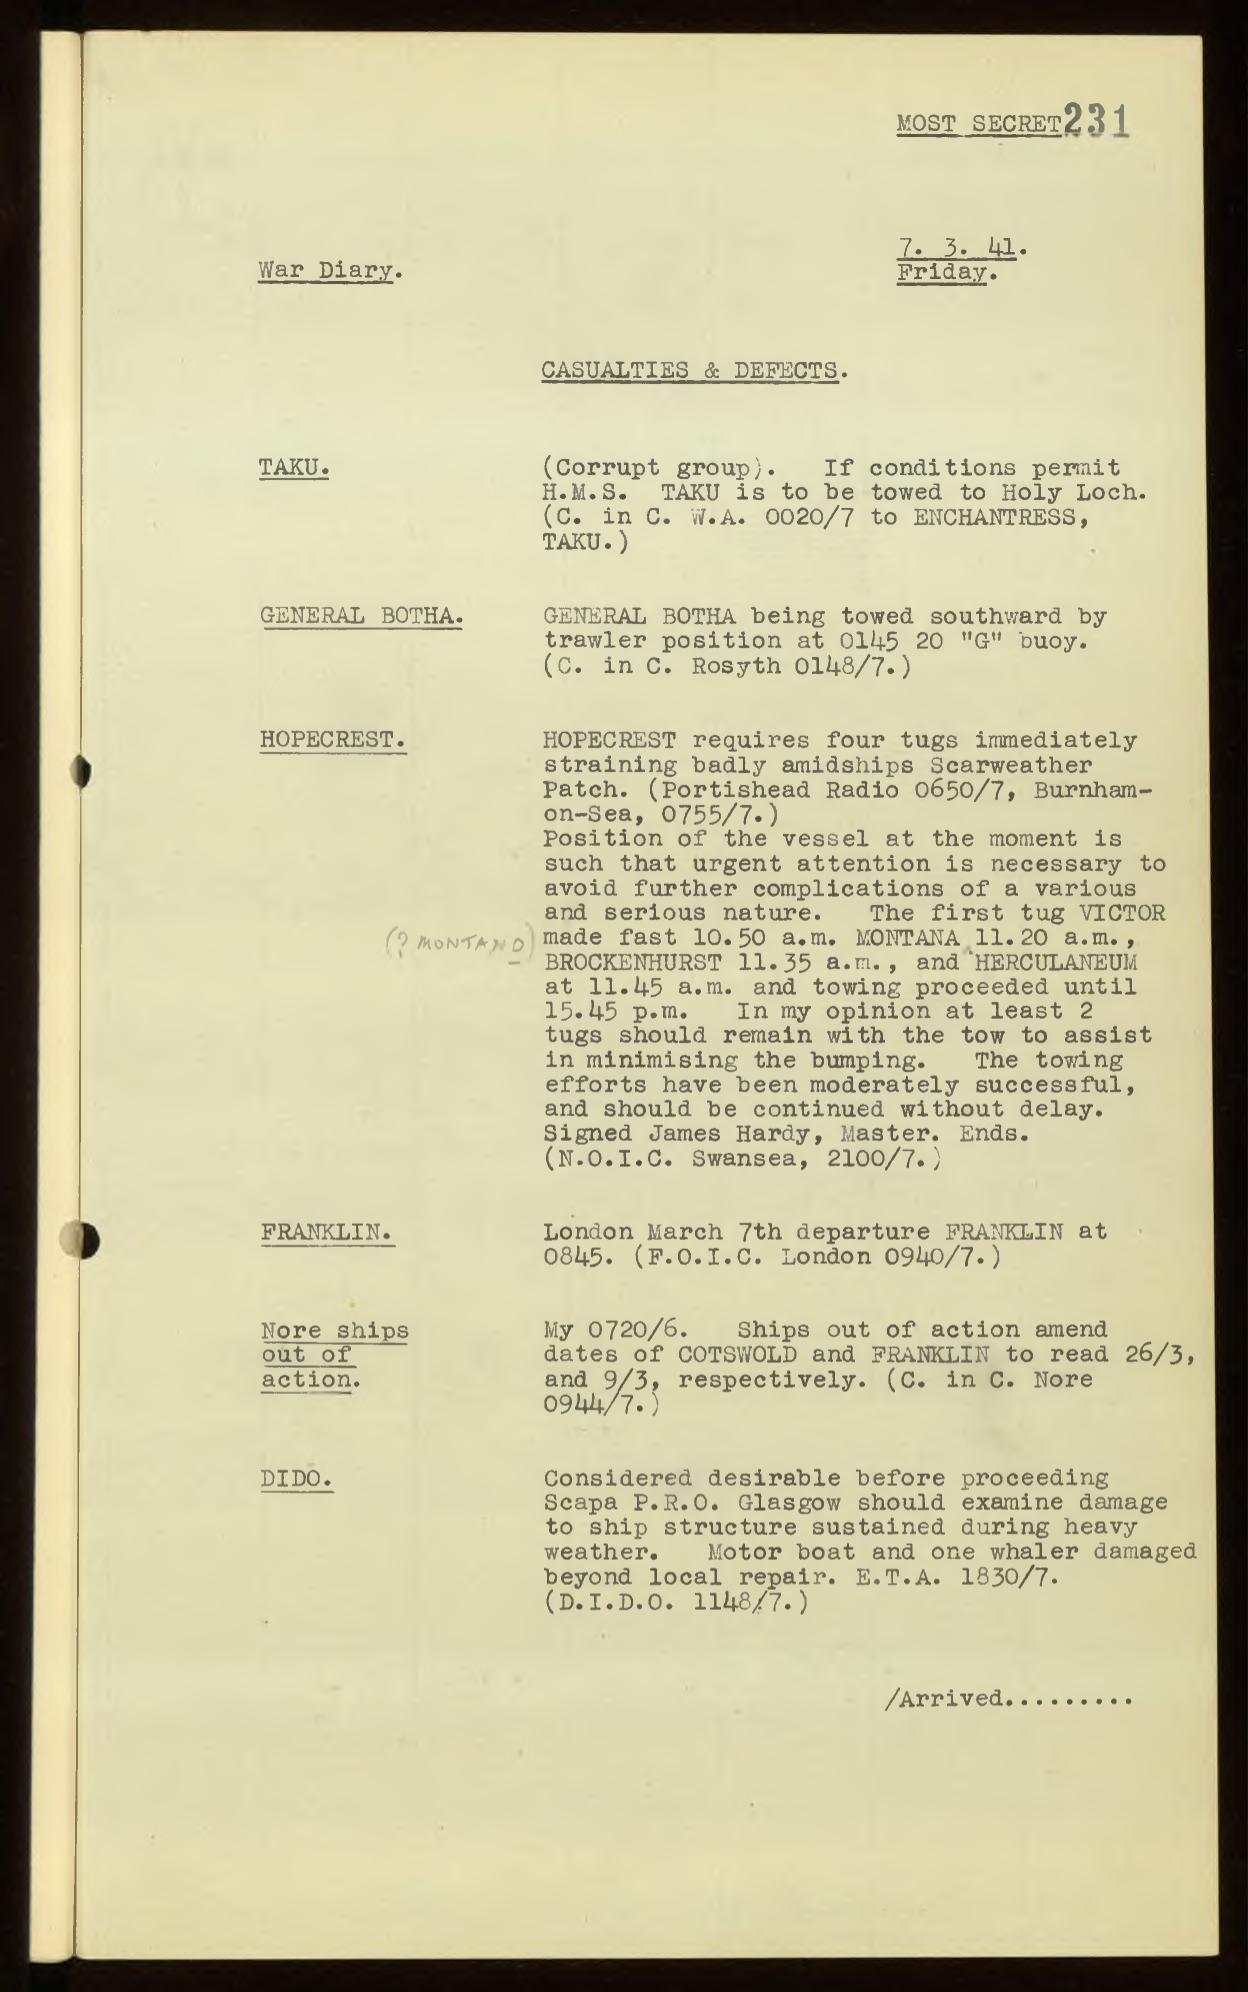 MOST SECRET 231
7. 3. 41.
War Diary.
Friday.
CASUALTIES & DEFECTS.
TAKU.
(Corrupt group). If conditions permit
H.M.S. TAKU is to be towed to Holy Loch.
(C. in C. W.A. 0020/7 to ENCHANTRESS,
TAKU.)
GENERAL BOTHA.
GENERAL BOTHA being towed southward by
trawler position at 0145 20 "G" buoy.
(C. in C. Rosyth 0148/7.)
HOPECREST.
HOPECREST requires four tugs immediately
straining badly amidships Scarweather
Patch. (Portishead Radio 0650/7, Burnham-
on-Sea, 0755/7.)
Position of the vessel at the moment is
such that urgent attention is necessary to
avoid further complications of a various
and serious nature. The first tug VICTOR
(? MONTAND)
made fast 10.50 a.m. MONTANA 11.20 a.m.,
BROCKENHURST 11.35 a.m., and HERCULANEUM
at 11.45 a.m. and towing proceeded until
15.45 p.m. In my opinion at least 2
tugs should remain with the tow to assist
in minimising the bumping. The towing
efforts have been moderately successful,
and should be continued without delay.
Signed James Hardy, Master. Ends.
(N.O.I.C. Swansea, 2100/7.)
FRANKLIN.
London March 7th departure FRANKLIN at
0845. (F.O.I.C. London 0940/7.)
Nore ships
out of
action.
My 0720/6. Ships out of action amend
dates of COTSWOLD and FRANKLIN to read 26/3,
and 9/3, respectively. (C. in C. Nore
0944/7.)
DIDO.
Considered desirable before proceeding
Scapa P.R.O. Glasgow should examine damage
to ship structure sustained during heavy
weather. Motor boat and one whaler damaged
beyond local repair. E.T.A. 1830/7.
(D.I.D.O. 1148/7.)
/Arrived.........